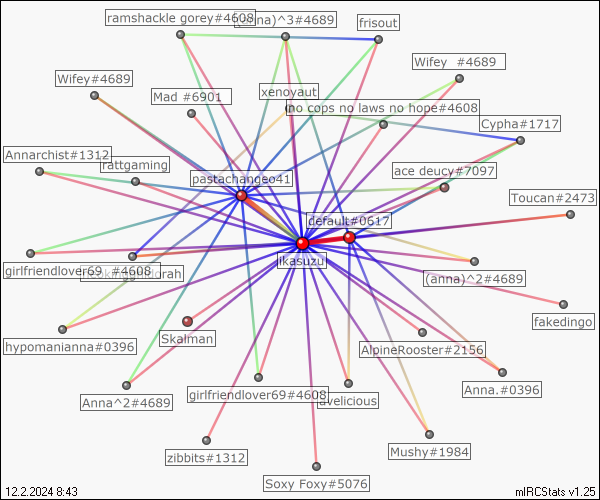 ramshackle gorey#4608
(anna)^3#4689
frisout
Wifey#4689
Wifey #4689
Mad #6901
xenoyaut
no cops no laws no hope#4608
Cypha#1717
Annarchist#1312
rattgaming
pastachangeo41
ace deucy#7097
Toucan#2473
default#0617
ikasuzu
girlfriendlover69 #4608
(anna)^2#4689
fakedingo
Skalman
hypomanianna#0396
AlpineRooster#2156
Anna^2#4689
girlfriendlover69#4608
Anna.#0396
Mushy#1984
zibbits#1312
Soxy Foxy#5076
12.2.2024 8:43
mIRCStats v1.25